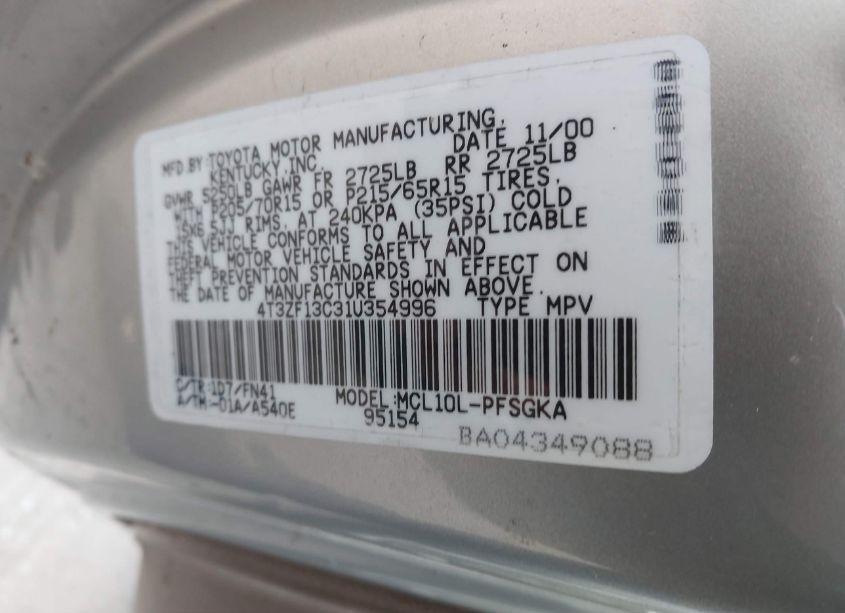 MFD.BY:TOYOTA MOTOR MANUFACTURING,
KENTUCKY,INC. DATE 11/00
GVWR 5250LB GAWR FR 2725LB RR 2725LB
WITH P205/70R15 OR P215/65R15 TIRES,
15X6.5JJ RIMS, AT 240KPA (35PSI) COLD
THIS VEHICLE CONFORMS TO ALL APPLICABLE
FEDERAL MOTOR VEHICLE SAFETY AND
THEFT PREVENTION STANDARDS IN EFFECT ON
THE DATE OF MANUFACTURE SHOWN ABOVE.
4T3ZF13C31U354996 TYPE MPV
C/TR:1D7/FN41 MODEL:MCL10L-PFSGKA
A/TM:-01A/A540E 95154
BA04349088